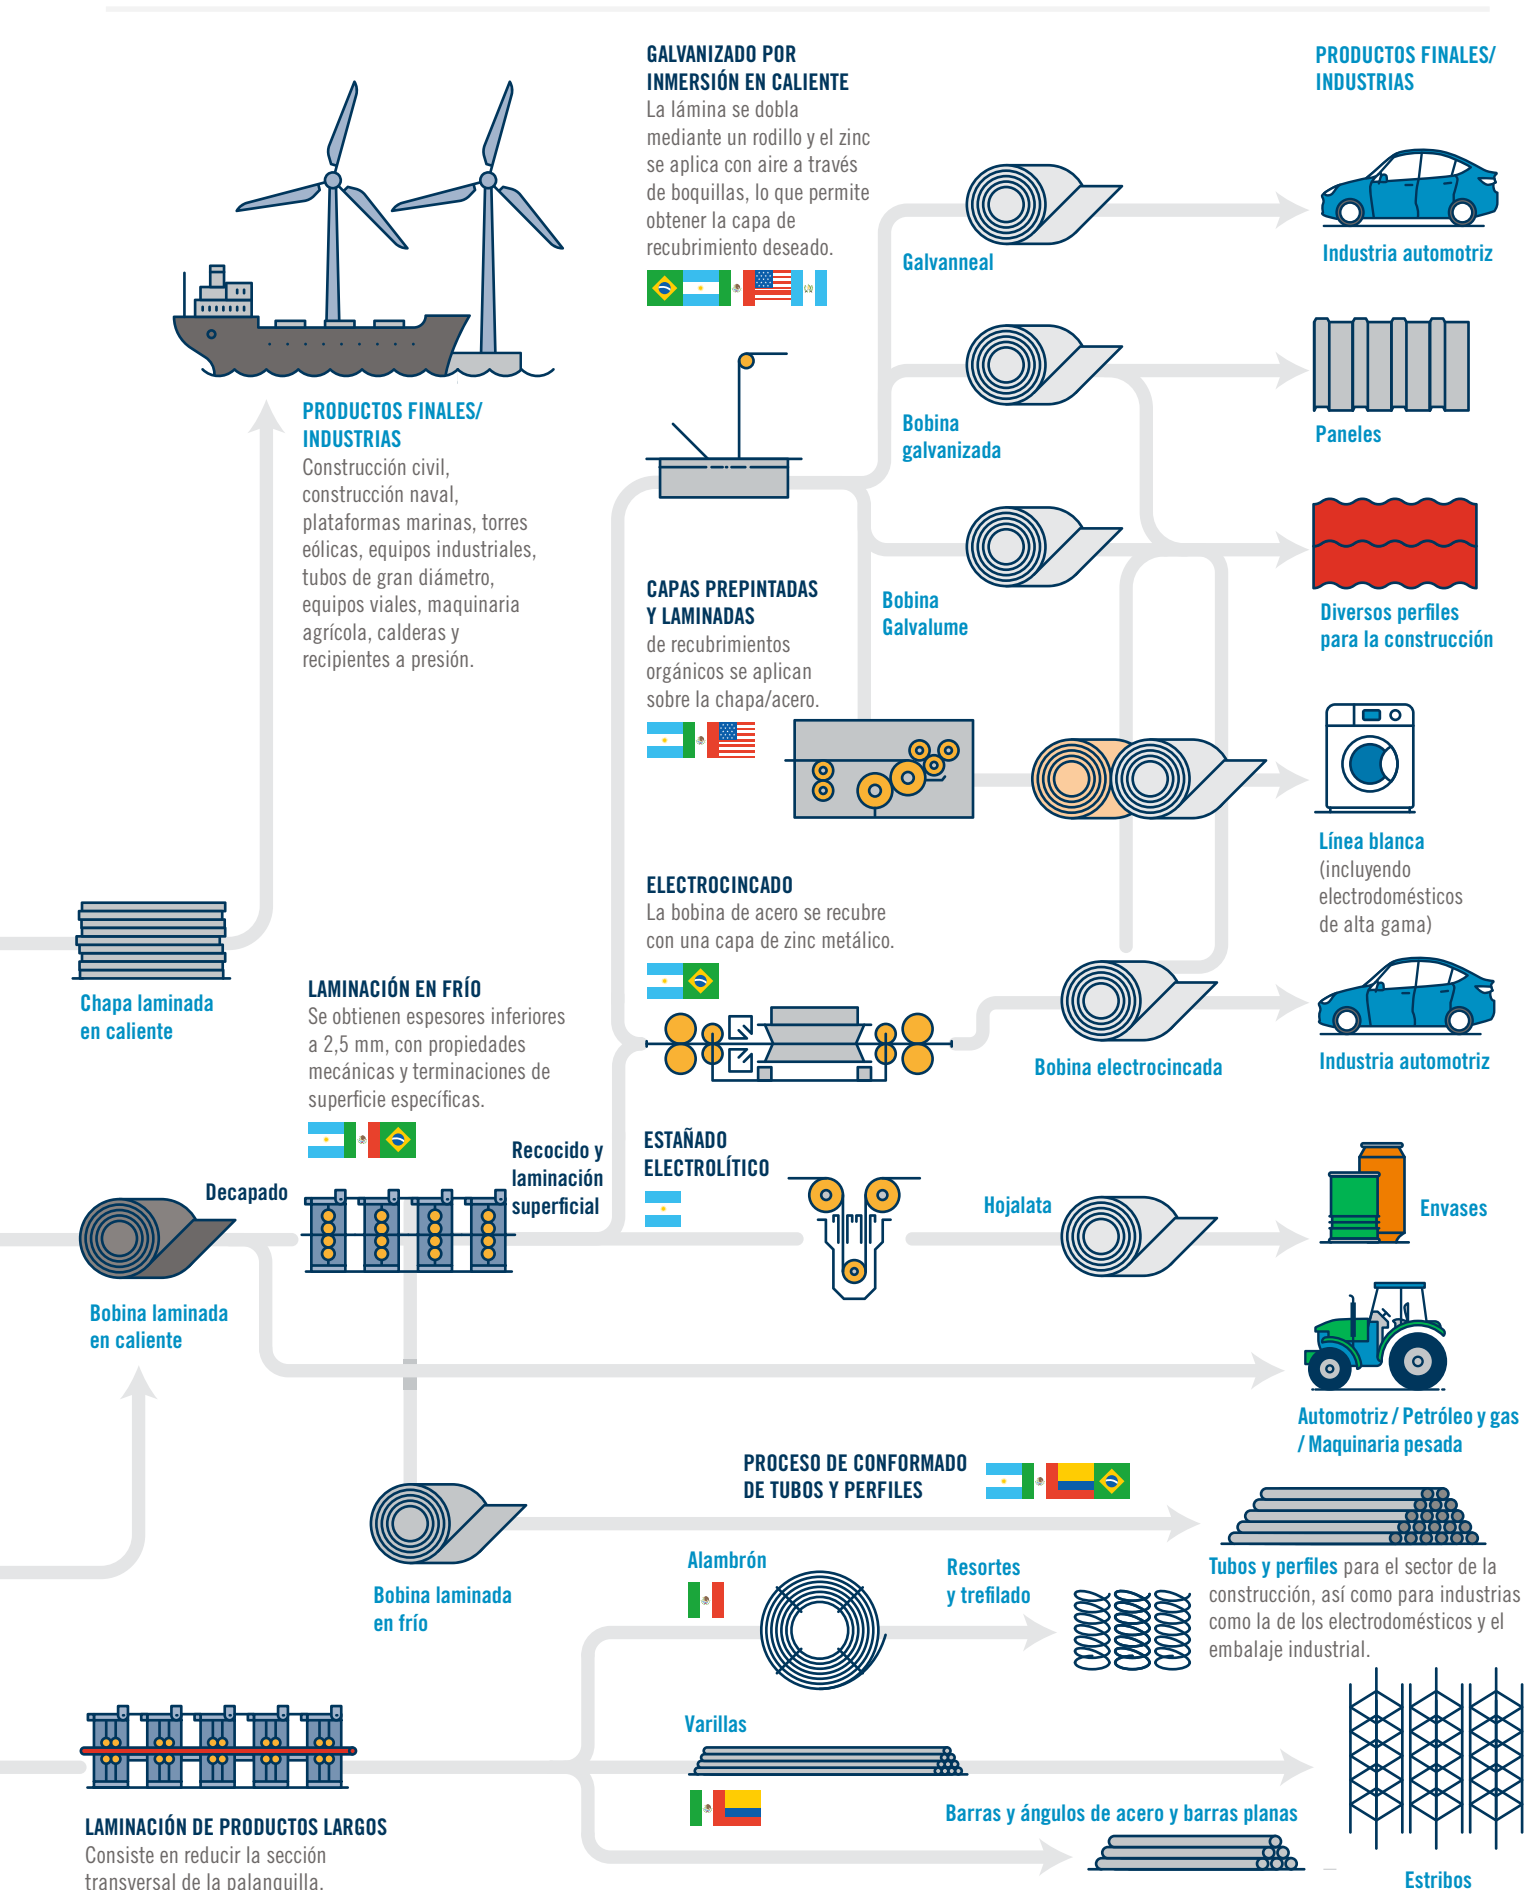 GALVANIZADO POR
INMERSIÓN EN CALIENTE
La lámina se dobla
mediante un rodillo y el zinc
se aplica con aire a través
de boquillas, lo que permite
obtener la capa de
recubrimiento deseado.
PRODUCTOS FINALES/
INDUSTRIAS
Galvanneal
Industria automotriz
Bobina
galvanizada
Paneles
PRODUCTOS FINALES/
INDUSTRIAS
Construcción civil,
construcción naval,
plataformas marinas, torres
eólicas, equipos industriales,
tubos de gran diámetro,
equipos viales, maquinaria
agrícola, calderas y
recipientes a presión.
CAPAS PREPINTADAS
Y LAMINADAS
de recubrimientos
orgánicos se aplican
sobre la chapa/acero.
Bobina
Galvalume
Diversos perfiles
para la construcción
Línea blanca
(incluyendo
electrodomésticos
de alta gama)
ELECTROCINCADO
La bobina de acero se recubre
con una capa de zinc metálico.
Chapa laminada
en caliente
LAMINACIÓN EN FRÍO
Se obtienen espesores inferiores
a 2,5 mm, con propiedades
mecánicas y terminaciones de
superficie específicas.
Bobina electrocincada
Industria automotriz
Decapado
Recocido y
laminación
superficial
ESTAÑADO
ELECTROLÍTICO
Hojalata
Envases
Bobina laminada
en caliente
Automotriz / Petróleo y gas
/ Maquinaria pesada
PROCESO DE CONFORMADO
DE TUBOS Y PERFILES
Bobina laminada
en frío
Alambrón
Resortes
y trefilado
Tubos y perfiles para el sector de la
construcción, así como para industrias
como la de los electrodomésticos y el
embalaje industrial.
Varillas
LAMINACIÓN DE PRODUCTOS LARGOS
Consiste en reducir la sección
transversal de la palanquilla.
Barras y ángulos de acero y barras planas
Estribos